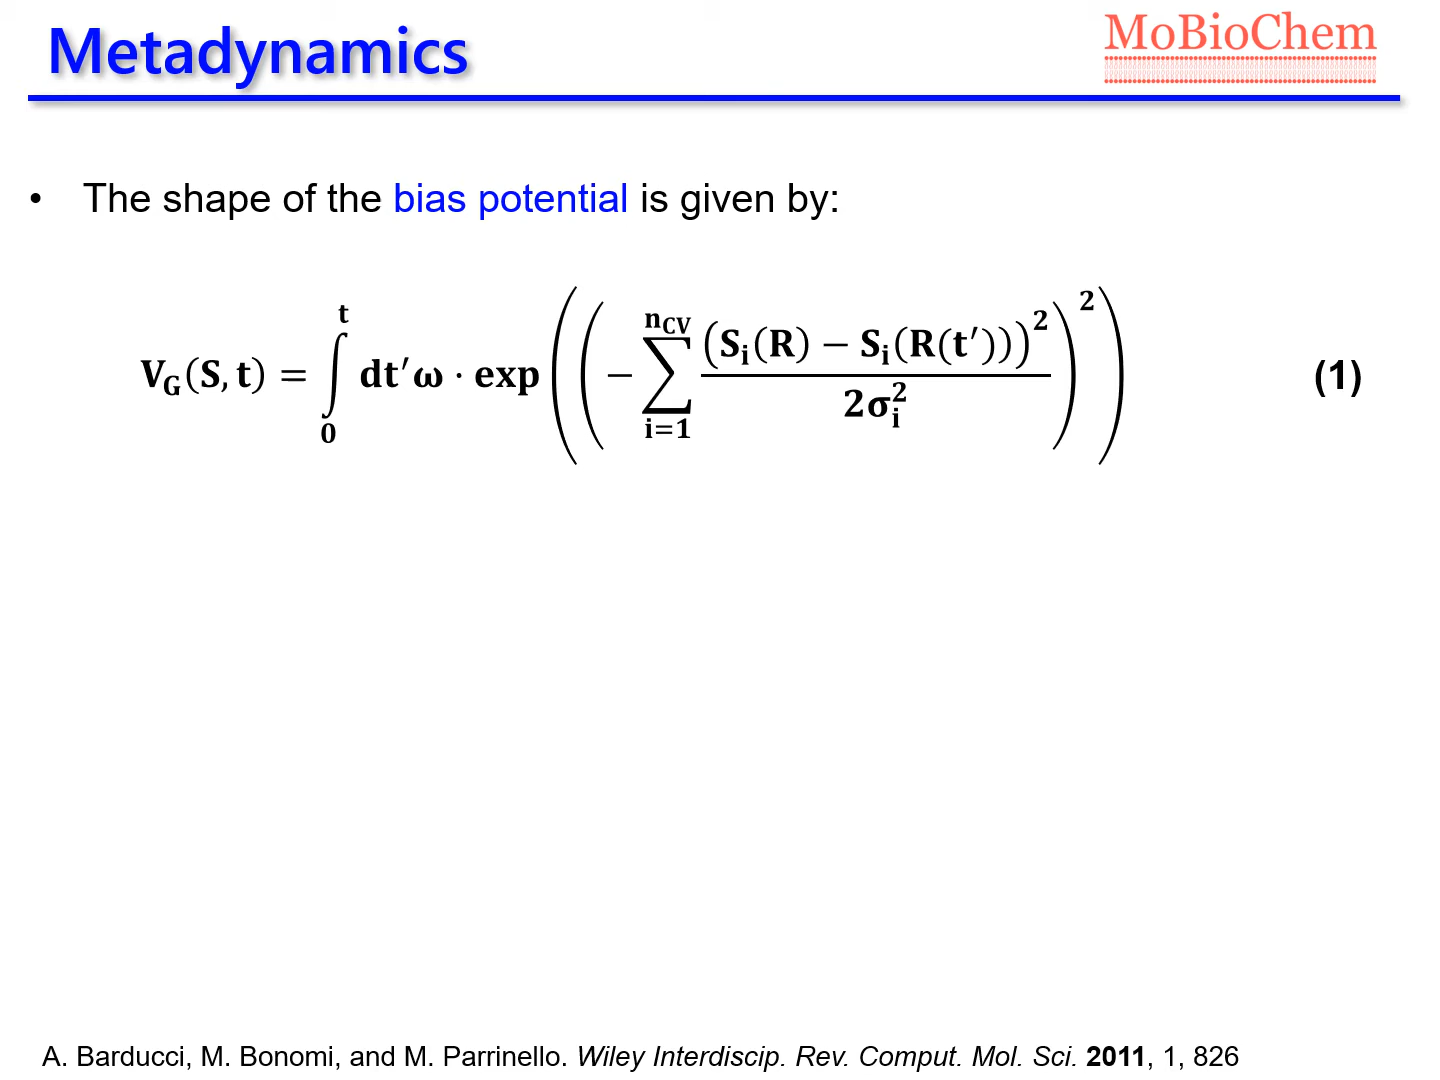 Metadynamics
MoBioChem
• The shape of the bias potential is given by:
V_G(S, t) = ∫_0^t dt′ω · exp((−∑_{i=1}^{n_CV} (S_i(R) − S_i(R(t′)))^2 / 2σ_i^2)^2) (1)
A. Barducci, M. Bonomi, and M. Parrinello. Wiley Interdiscip. Rev. Comput. Mol. Sci. 2011, 1, 826